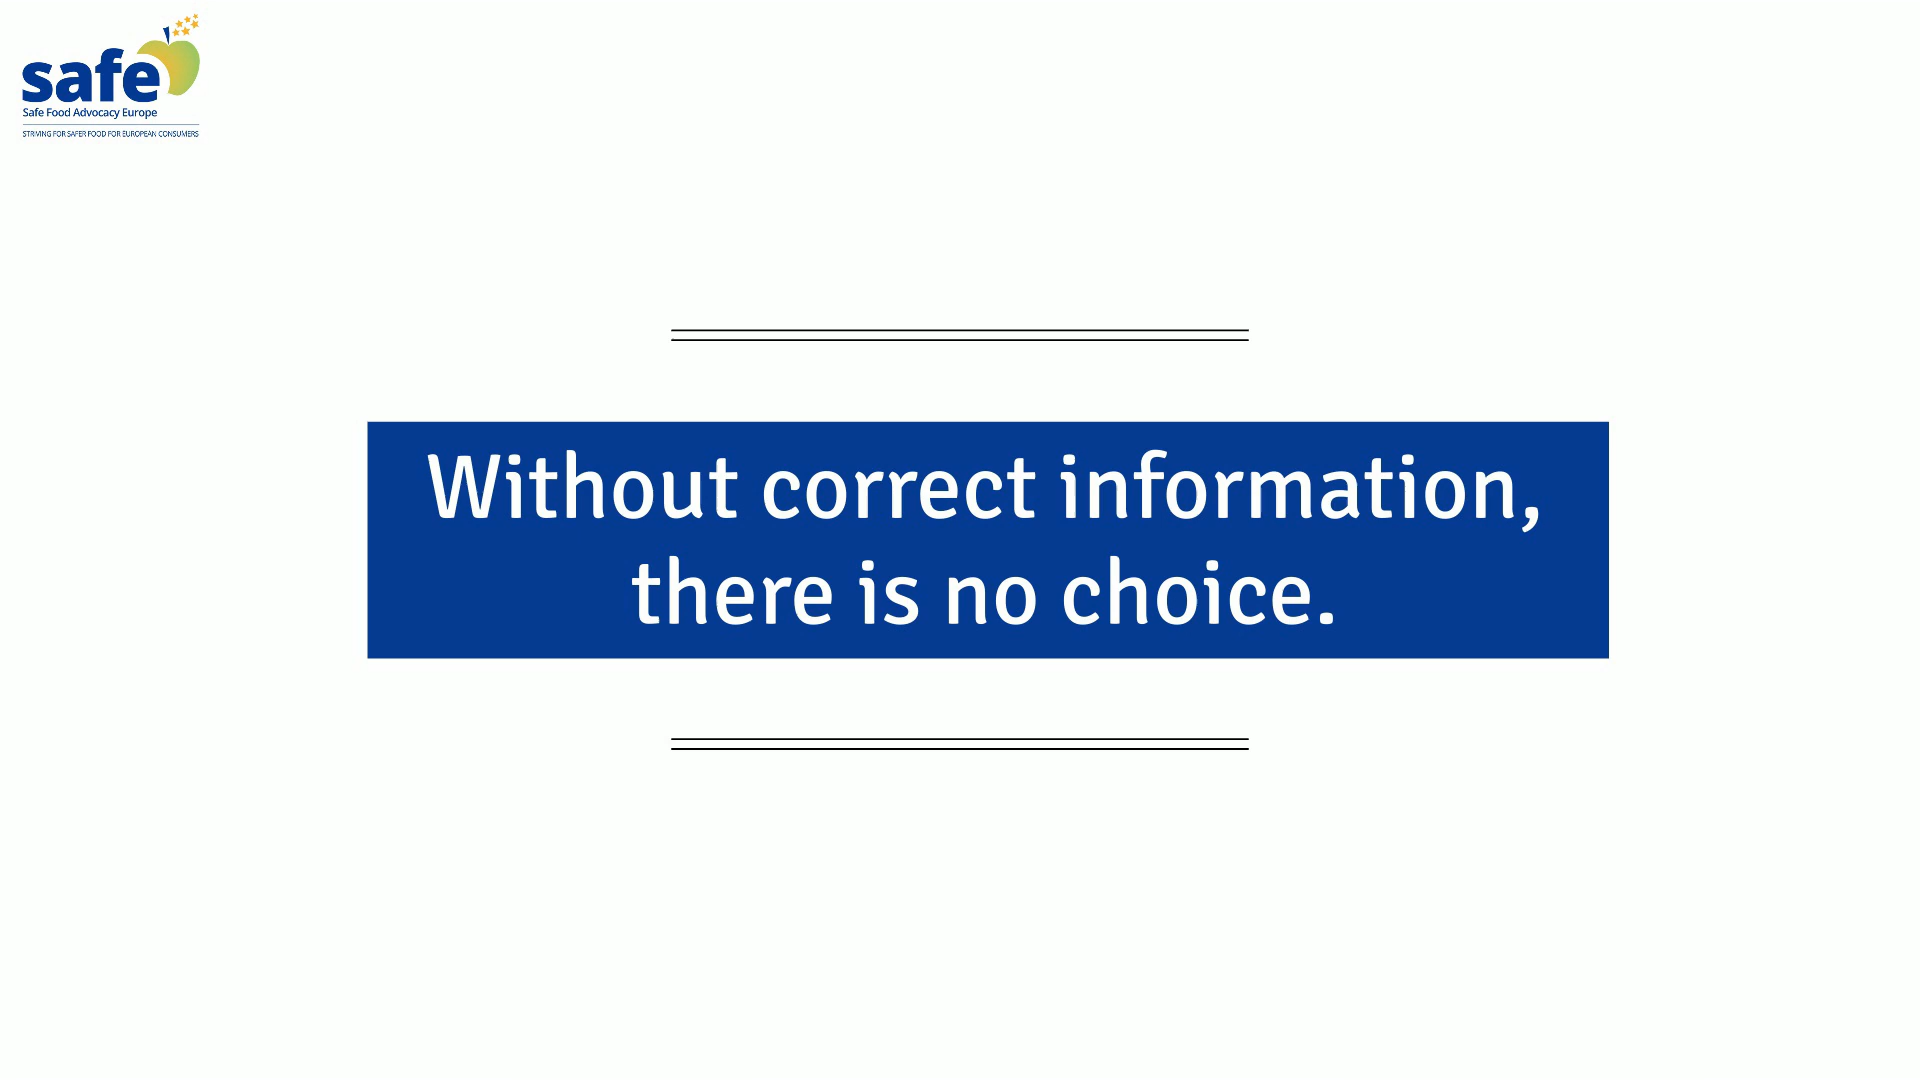 safe
Safe Food Advocacy Europe
STRIVING FOR SAFER FOOD FOR EUROPEAN CONSUMERS
Without correct information,
there is no choice.